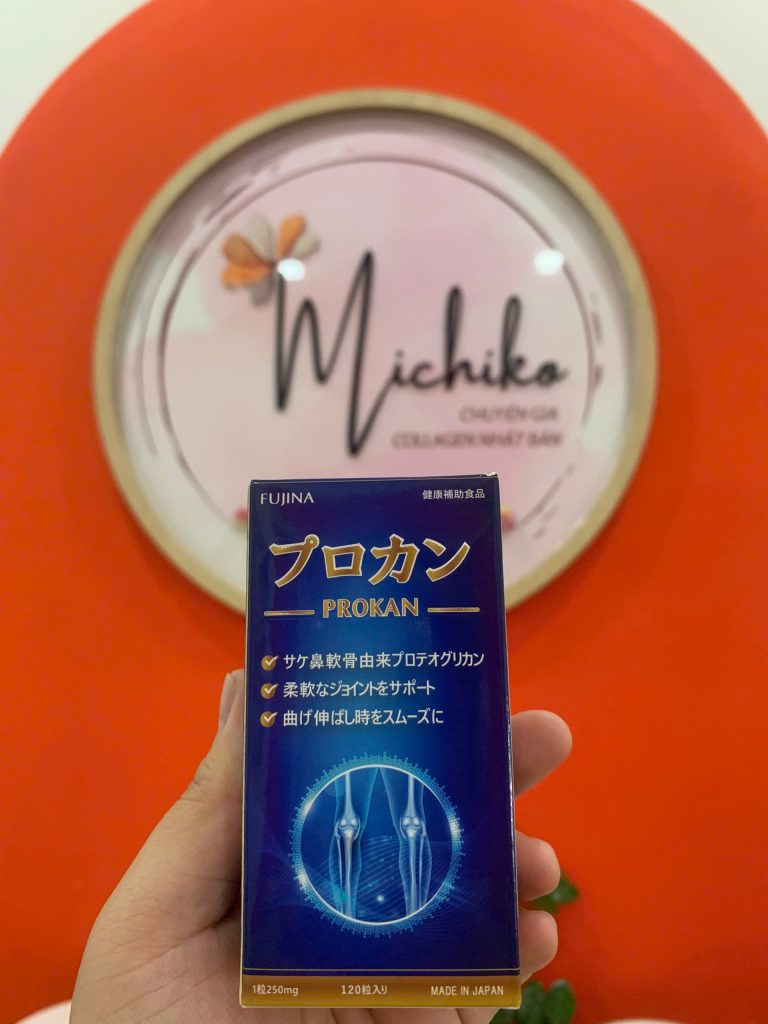 Michiko
CHUYÊN GIA
COLLAGEN NHẬT BẢN
FUJINA 健康補助食品
プロカン
PROKAN
サケ鼻軟骨由来プロテオグリカン
柔軟なジョイントをサポート
曲げ伸ばし時をスムーズに
1粒250mg 120粒入り MADE IN JAPAN